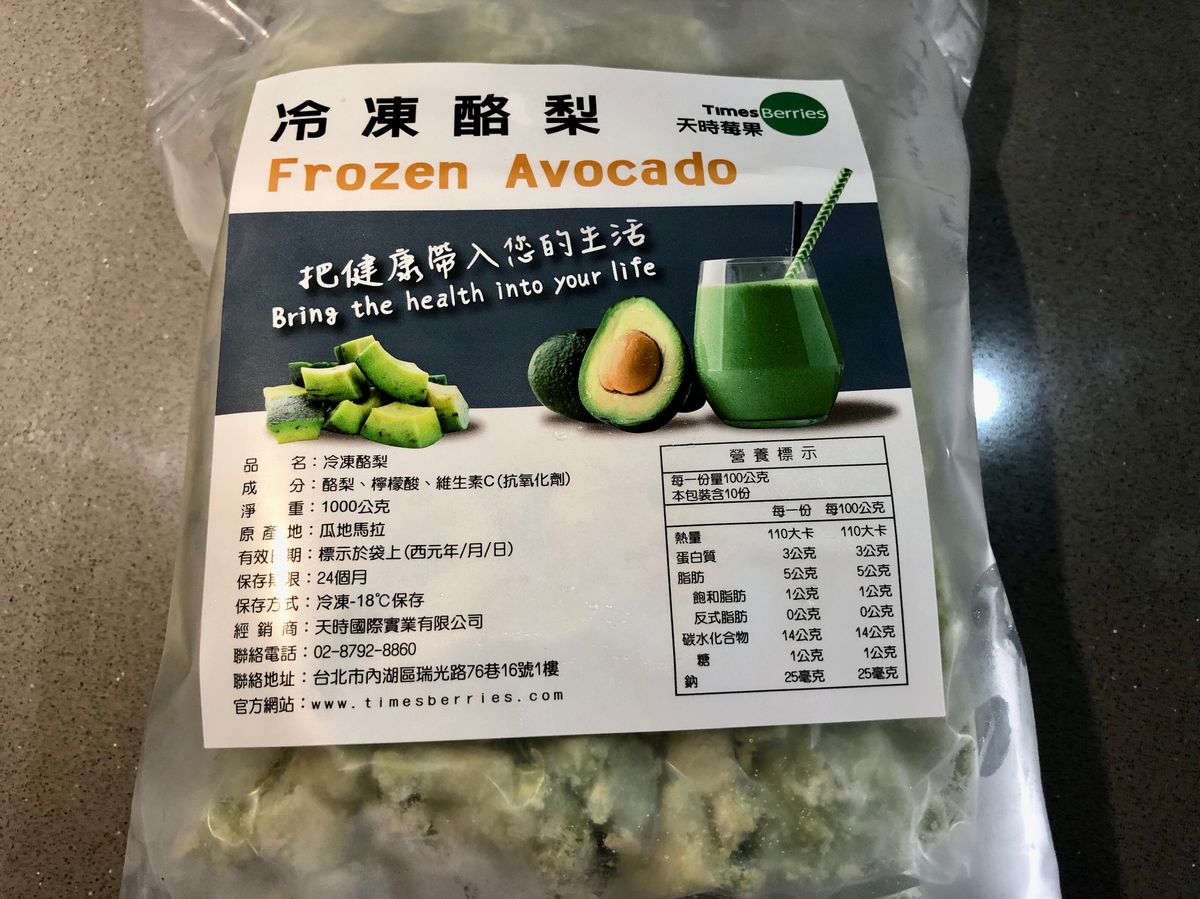 冷凍酪梨
Times Berries
天時莓果
Frozen Avocado
把健康帶入您的生活
Bring the health into your life
品名：冷凍酪梨
成分：酪梨、檸檬酸、維生素C(抗氧化劑)
淨重：1000公克
原產地：瓜地馬拉
有效日期：標示於袋上(西元年/月/日)
保存期限：24個月
保存方式：冷凍-18℃保存
經銷商：天時國際實業有限公司
聯絡電話：02-8792-8860
聯絡地址：台北市內湖區瑞光路76巷16號1樓
官方網站：www.timesberries.com
營養標示
每一份量100公克
本包裝含10份
每一份 每100公克
熱量 110大卡 110大卡
蛋白質 3公克 3公克
脂肪 5公克 5公克
飽和脂肪 1公克 1公克
反式脂肪 0公克 0公克
碳水化合物 14公克 14公克
糖 1公克 1公克
鈉 25毫克 25毫克